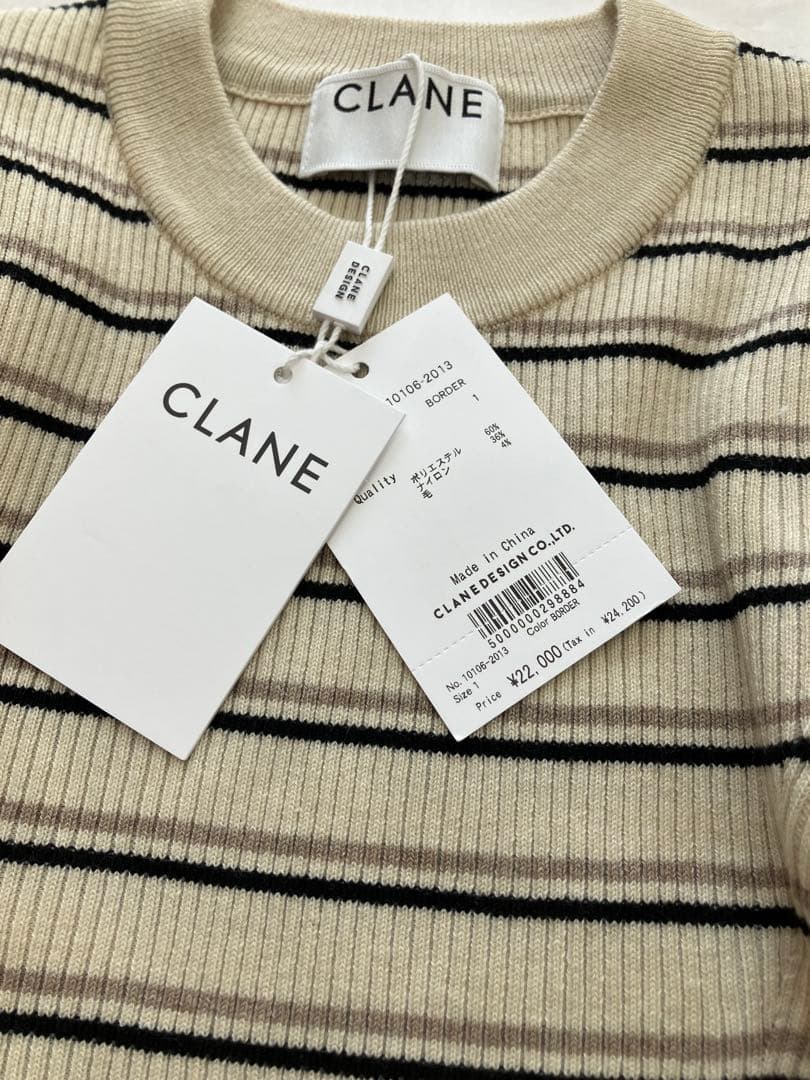 CLANE
CLANE
DESIGN
CLANE
10106-2013
BORDER
1
Quality ポリエステル 60%
ナイロン 36%
毛 4%
Made in China
CLANE DESIGN CO.,LTD.
5000000298884
No. 10106-2013 Color BORDER
Size 1
Price ¥22,000 (Tax in ¥24,200)